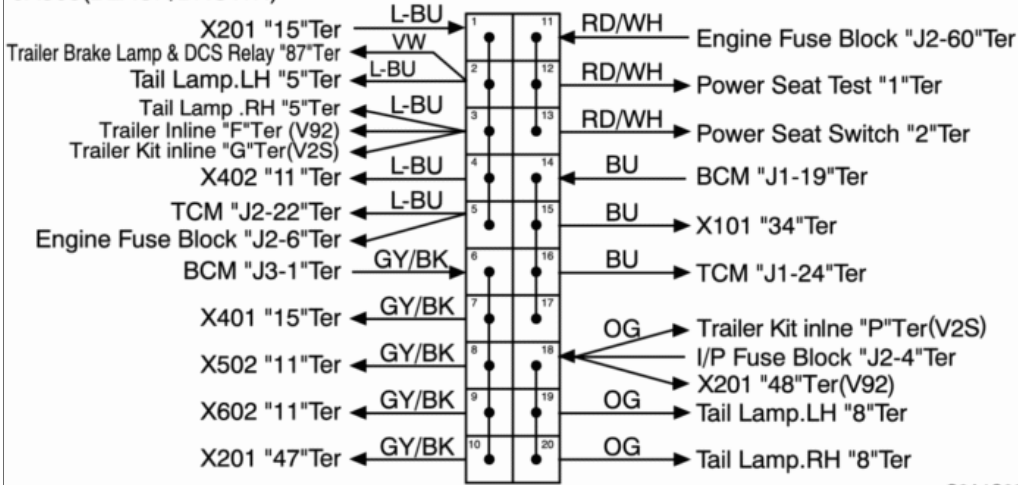 X201 "15"Ter L-BU 1 11 RD/WH Engine Fuse Block "J2-60"Ter
Trailer Brake Lamp & DCS Relay "87"Ter VW
Tail Lamp.LH "5"Ter L-BU 2 12 RD/WH Power Seat Test "1"Ter
Tail Lamp .RH "5"Ter L-BU
Trailer Inline "F"Ter (V92) 3 13 RD/WH Power Seat Switch "2"Ter
Trailer Kit inline "G"Ter(V2S)
X402 "11"Ter L-BU 4 14 BU BCM "J1-19"Ter
TCM "J2-22"Ter L-BU 5 15 BU X101 "34"Ter
Engine Fuse Block "J2-6"Ter
BCM "J3-1"Ter GY/BK 6 16 BU TCM "J1-24"Ter
X401 "15"Ter GY/BK 7 17
OG Trailer Kit inlne "P"Ter(V2S)
X502 "11"Ter GY/BK 8 18 I/P Fuse Block "J2-4"Ter
X201 "48"Ter(V92)
X602 "11"Ter GY/BK 9 19 OG Tail Lamp.LH "8"Ter
X201 "47"Ter GY/BK 10 20 OG Tail Lamp.RH "8"Ter